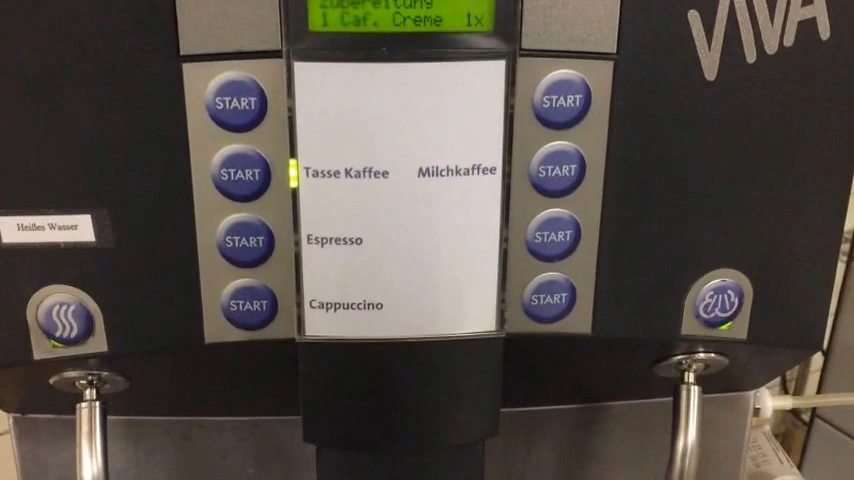 Zubereitung
1 Caf. Creme 1x
VIVA
START
START
Tasse Kaffee
Milchkaffee
START
START
Heißes Wasser
START
Espresso
START
START
Cappuccino
START